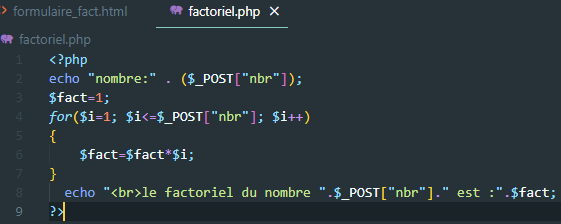 formulaire_fact.html factoriel.php ×
factoriel.php
1 <?php
2 echo "nombre:" . ($_POST["nbr"]);
3 $fact=1;
4 for($i=1; $i<=$_POST["nbr"]; $i++)
5 {
6 $fact=$fact*$i;
7 }
8 echo "<br>le factoriel du nombre ".$_POST["nbr"]." est :".$fact;
9 ?>